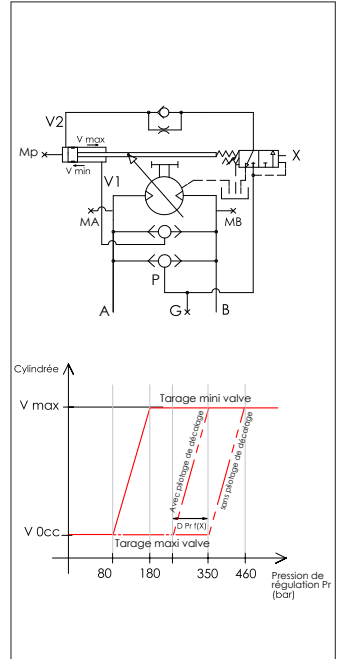 V2
Mp
V max
V min
V1
X
MA
MB
P
A
G
B
Cylindrée
V max
Tarage mini valve
Avec pilotage de décalage
sans pilotage de décalage
D Pr f(X)
V 0cc
Tarage maxi valve
80
180
350
460
Pression de
régulation Pr
(bar)